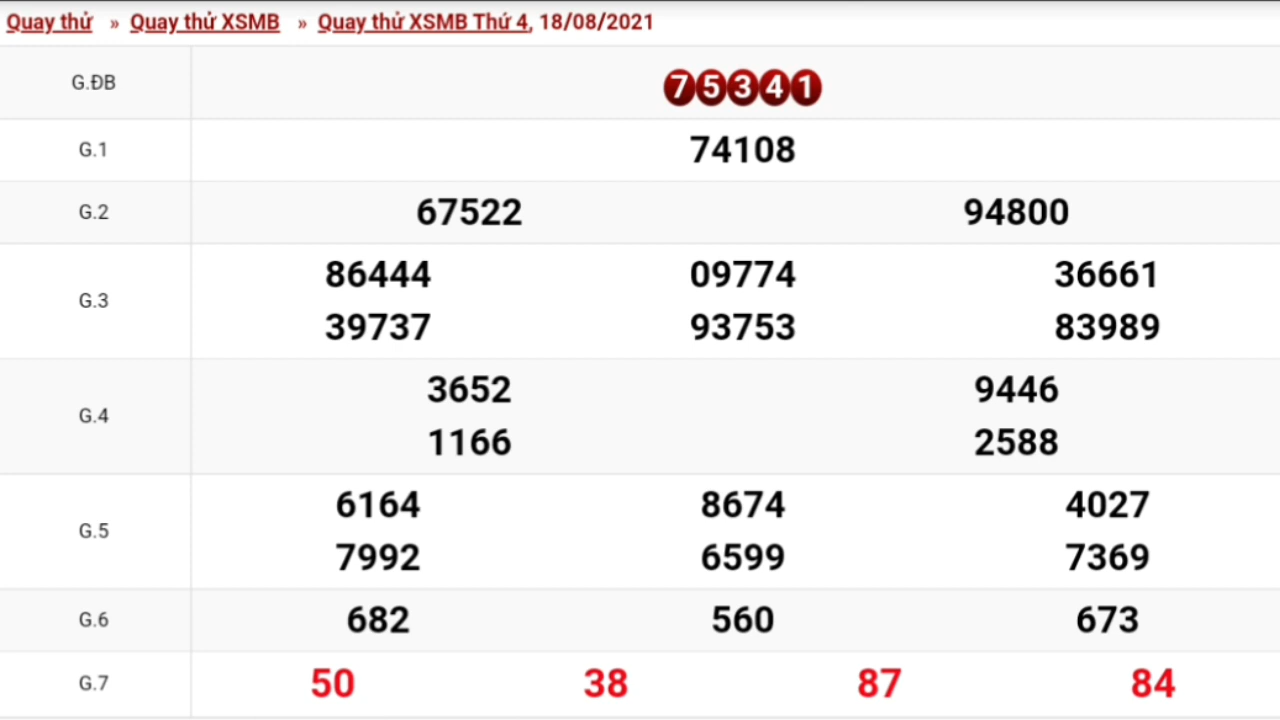 Quay thử » Quay thử XSMB » Quay thử XSMB Thứ 4, 18/08/2021
G.ĐB 75341
G.1 74108
G.2 67522 94800
G.3 86444 09774 36661
39737 93753 83989
G.4 3652 9446
1166 2588
G.5 6164 8674 4027
7992 6599 7369
G.6 682 560 673
G.7 50 38 87 84